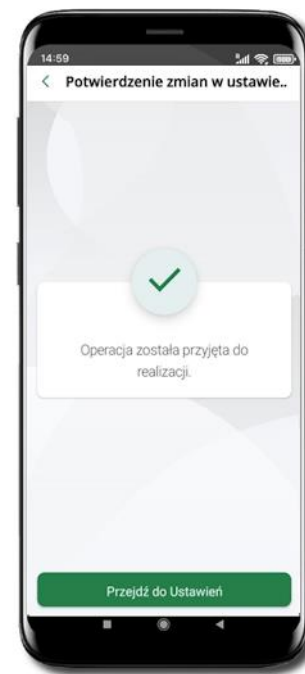 14:59
Potwierdzenie zmian w ustawie..
Operacja została przyjęta do
realizacji.
Przejdź do Ustawień